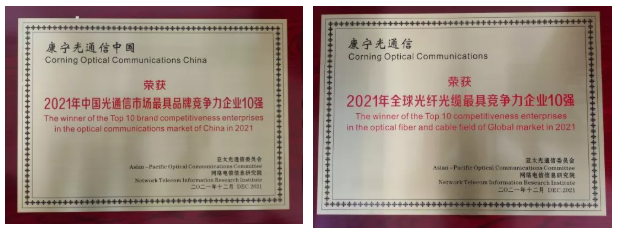 康宁光通信中国
Corning Optical Communications China
荣获
2021年中国光通信市场最具品牌竞争力企业10强
The winner of the Top 10 brand competitiveness enterprises
in the optical communications market of China in 2021
亚太光通信委员会
Asian-Pacific Optical Communications Committee
网络电信信息研究院
Network Telecom Information Research Institute
二〇二一年十二月 DEC.2021
康宁光通信
Corning Optical Communications
荣获
2021年全球光纤光缆最具竞争力企业10强
The winner of the Top 10 competitiveness enterprises
in the optical fiber and cable field of Global market in 2021
亚太光通信委员会
Asian-Pacific Optical Communications Committee
网络电信信息研究院
Network Telecom Information Research Institute
二〇二一年十二月 DEC.2021